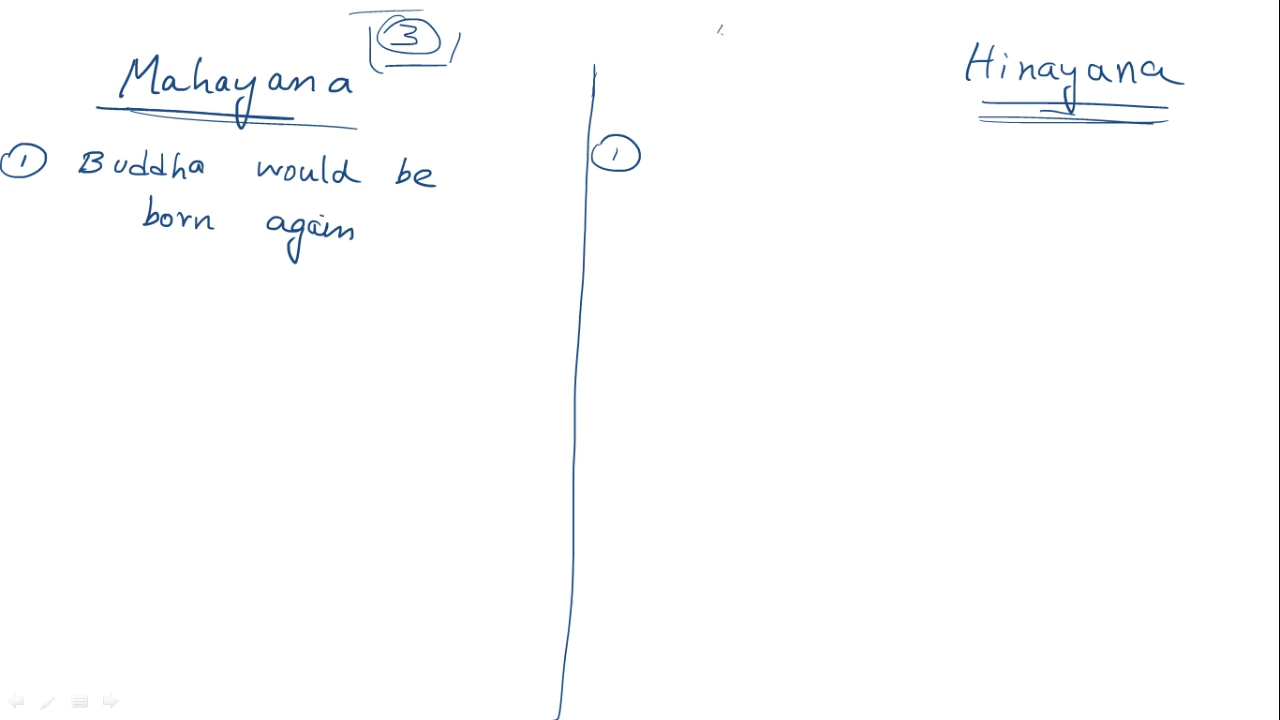 3
Mahayana
Hinayana
1 Buddha would be
born again
1